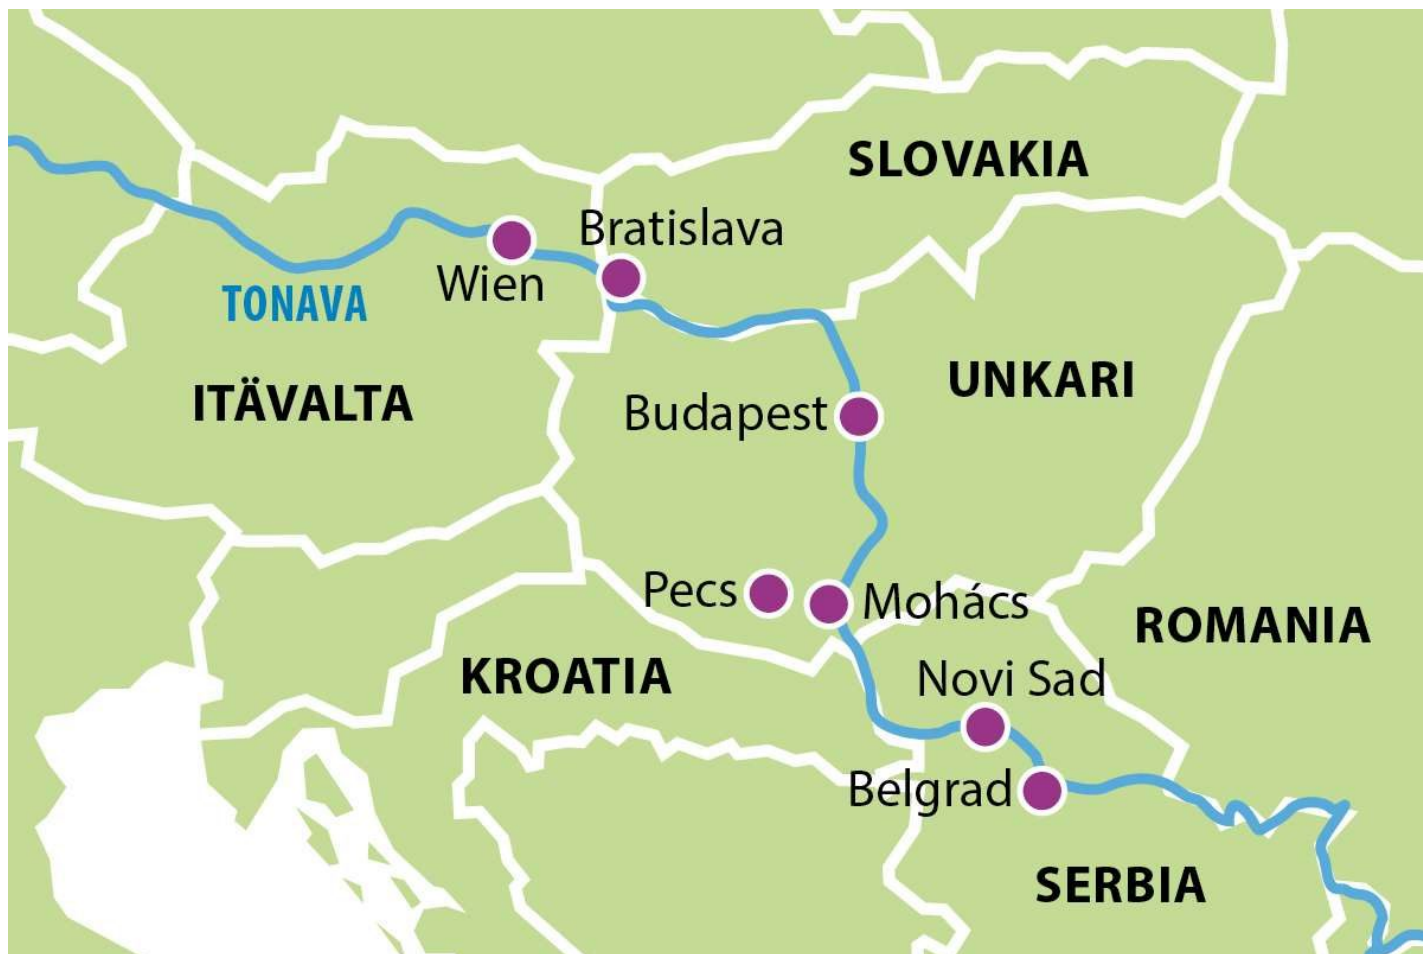 SLOVAKIA
Bratislava
Wien
TONAVA
ITÄVALTA
UNKARI
Budapest
Pecs
Mohács
ROMANIA
KROATIA
Novi Sad
Belgrad
SERBIA